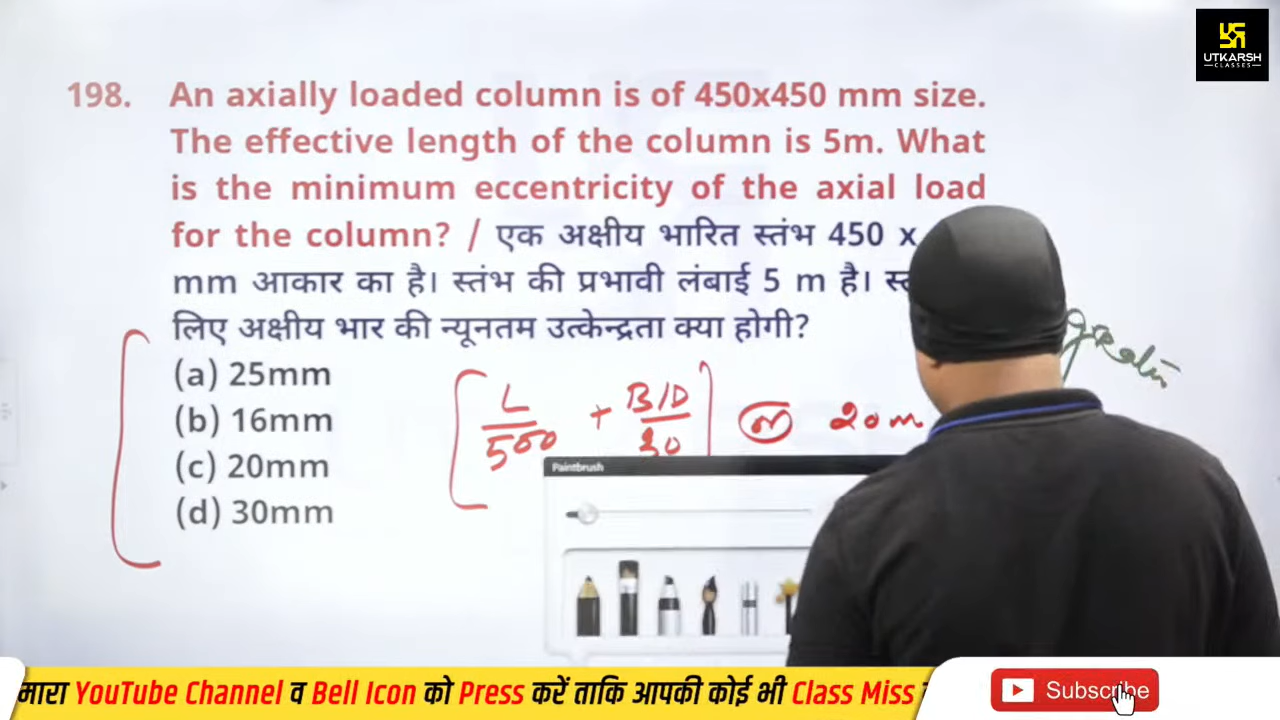 UTKARSH
CLASSES
198. An axially loaded column is of 450x450 mm size.
The effective length of the column is 5m. What
is the minimum eccentricity of the axial load
for the column? / एक अक्षीय भारित स्तंभ 450 x
mm आकार का है। स्तंभ की प्रभावी लंबाई 5 m है।
लिए अक्षीय भार की न्यूनतम उत्केन्द्रता क्या होगी?
(a) 25mm
(b) 16mm
(c) 20mm
(d) 30mm
L/500 + B/D/30 or 20m
Paintbrush
मारा YouTube Channel व Bell Icon को Press करें ताकि आपकी कोई भी Class Miss
Subscribe